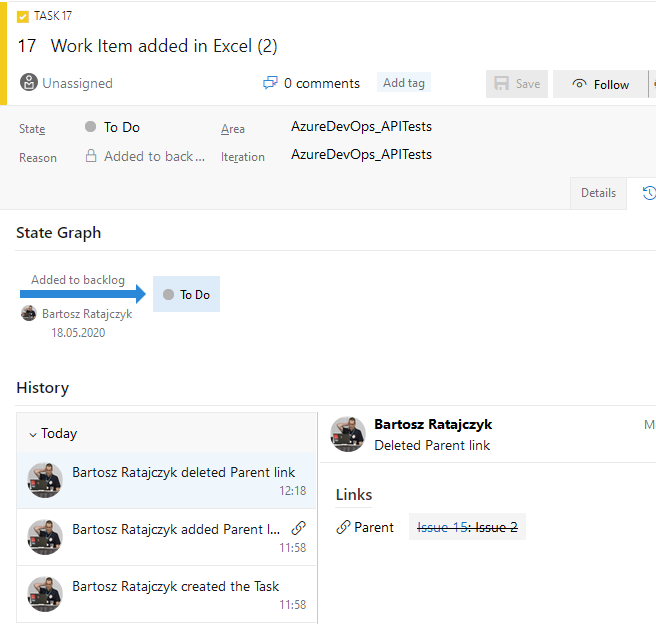 TASK 17
17 Work Item added in Excel (2)
Unassigned
0 comments
Add tag
Save
Follow
State
To Do
Area
AzureDevOps_APITests
Reason
Added to back...
Iteration
AzureDevOps_APITests
Details
State Graph
Added to backlog
To Do
Bartosz Ratajczyk
18.05.2020
History
Today
Bartosz Ratajczyk deleted Parent link
12:18
Bartosz Ratajczyk added Parent l...
11:58
Bartosz Ratajczyk created the Task
11:58
Bartosz Ratajczyk
M
Deleted Parent link
Links
Parent
Issue 15: Issue 2